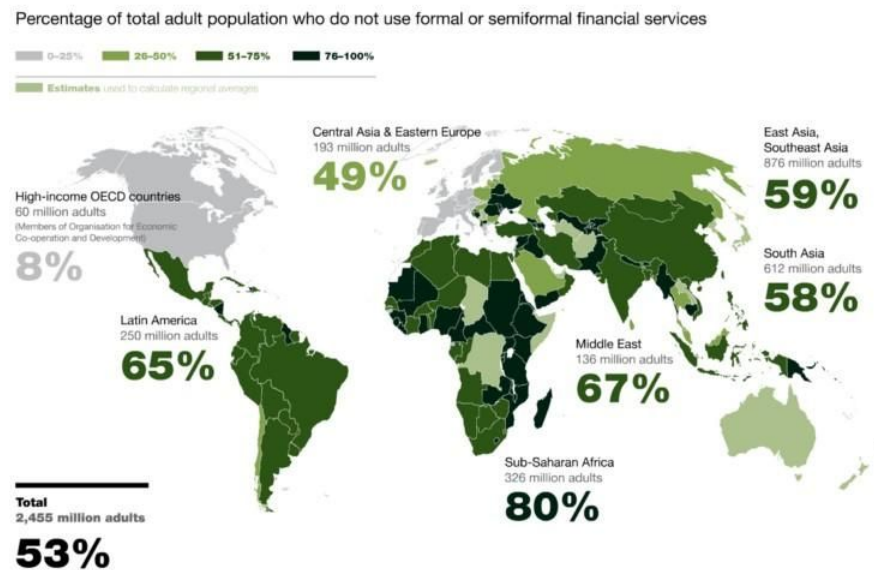 Percentage of total adult population who do not use formal or semiformal financial services
0–25% 26–50% 51–75% 76–100%
Estimates used to calculate regional averages
High-income OECD countries
60 million adults
(Members of Organisation for Economic
Co-operation and Development)
8%
Central Asia & Eastern Europe
193 million adults
49%
East Asia,
Southeast Asia
876 million adults
59%
South Asia
612 million adults
58%
Latin America
250 million adults
65%
Middle East
136 million adults
67%
Sub-Saharan Africa
326 million adults
80%
Total
2,455 million adults
53%